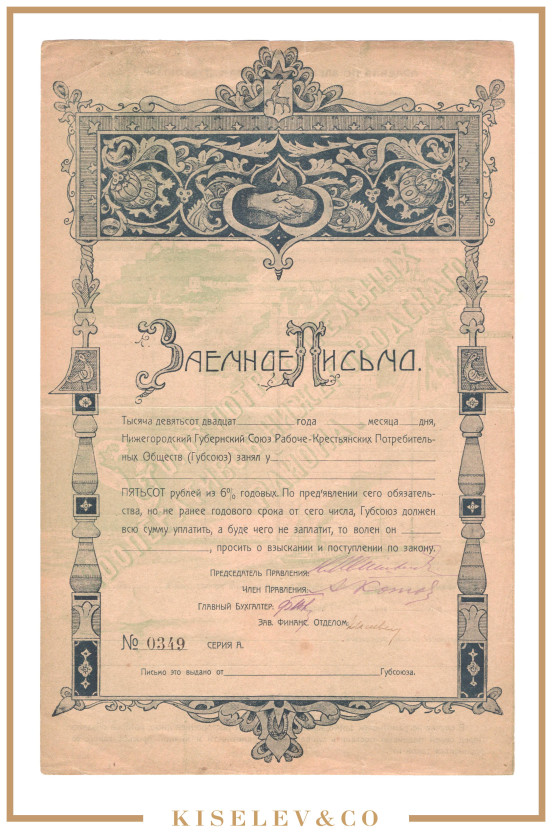 Заемное Письмо.
Тысяча девятьсот двадцат года месяца дня,
Нижегородский Губернский Союз Рабоче-Крестьянских Потребитель-
ных Обществ (Губсоюз) занял у
ПЯТЬСОТ рублей из 6% годовых. По пред'явлении сего обязатель-
ства, но не ранее годового срока от сего числа, Губсоюз должен
всю сумму уплатить, а буде чего не заплатит, то волен он
, просить о взыскании и поступлении по закону.
Председатель Правления:
Член Правления:
Главный Бухгалтер:
Зав. Финанс. Отделом:
№ 0349 СЕРИЯ А.
Письмо это выдано от Губсоюза.
KISELEV&CO